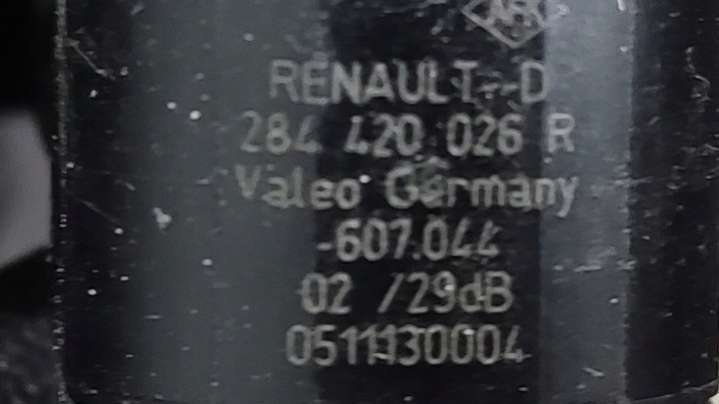 RENAULT-D
284 420 026 R
Valeo Germany
-607.044
02 /29dB
0511130004